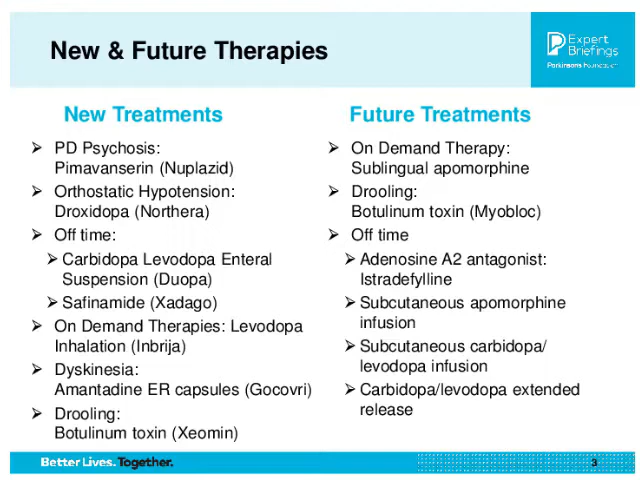 New & Future Therapies
Expert
Briefings
Parkinson's Foundation
New Treatments
PD Psychosis:
Pimavanserin (Nuplazid)
Orthostatic Hypotension:
Droxidopa (Northera)
Off time:
Carbidopa Levodopa Enteral
Suspension (Duopa)
Safinamide (Xadago)
On Demand Therapies: Levodopa
Inhalation (Inbrija)
Dyskinesia:
Amantadine ER capsules (Gocovri)
Drooling:
Botulinum toxin (Xeomin)
Future Treatments
On Demand Therapy:
Sublingual apomorphine
Drooling:
Botulinum toxin (Myobloc)
Off time
Adenosine A2 antagonist:
Istradefylline
Subcutaneous apomorphine
infusion
Subcutaneous carbidopa/
levodopa infusion
Carbidopa/levodopa extended
release
Better Lives. Together.
3